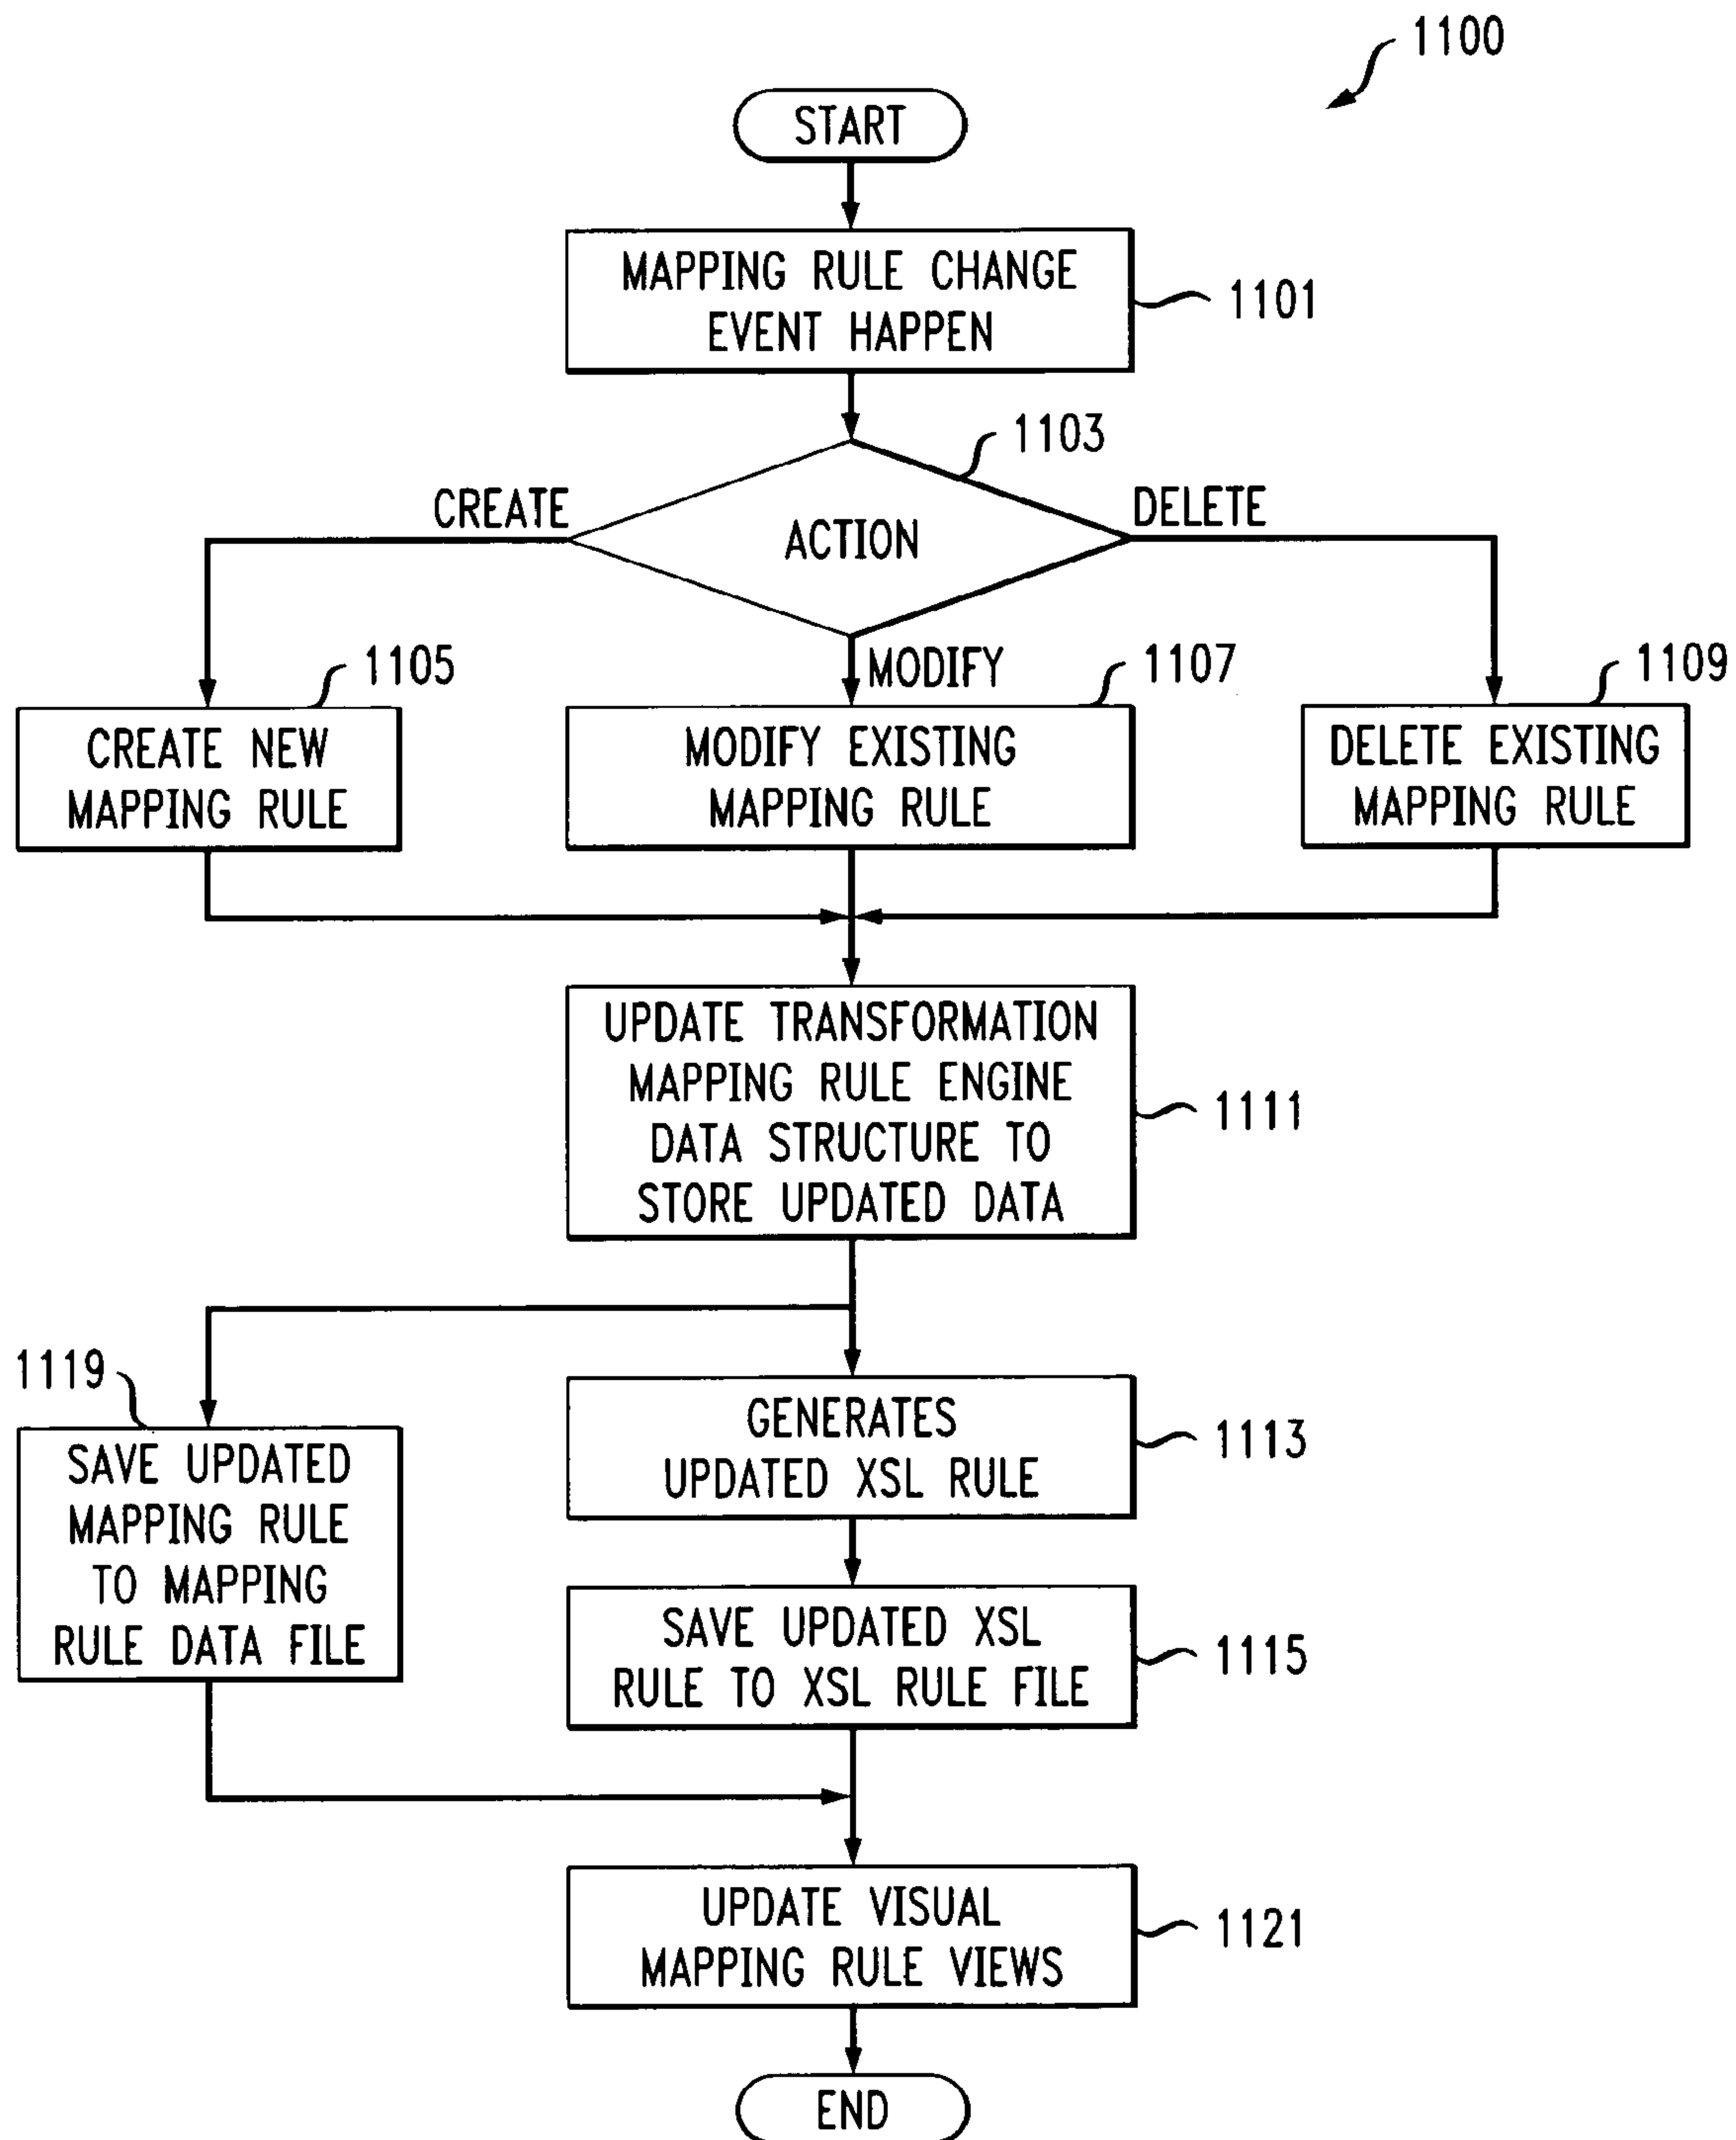 1100
START
MAPPING RULE CHANGE
EVENT HAPPEN
1101
1103
CREATE
ACTION
DELETE
MODIFY
1105
CREATE NEW
MAPPING RULE
1107
MODIFY EXISTING
MAPPING RULE
1109
DELETE EXISTING
MAPPING RULE
UPDATE TRANSFORMATION
MAPPING RULE ENGINE
DATA STRUCTURE TO
STORE UPDATED DATA
1111
1119
SAVE UPDATED
MAPPING RULE
TO MAPPING
RULE DATA FILE
GENERATES
UPDATED XSL RULE
1113
SAVE UPDATED XSL
RULE TO XSL RULE FILE
1115
UPDATE VISUAL
MAPPING RULE VIEWS
1121
END